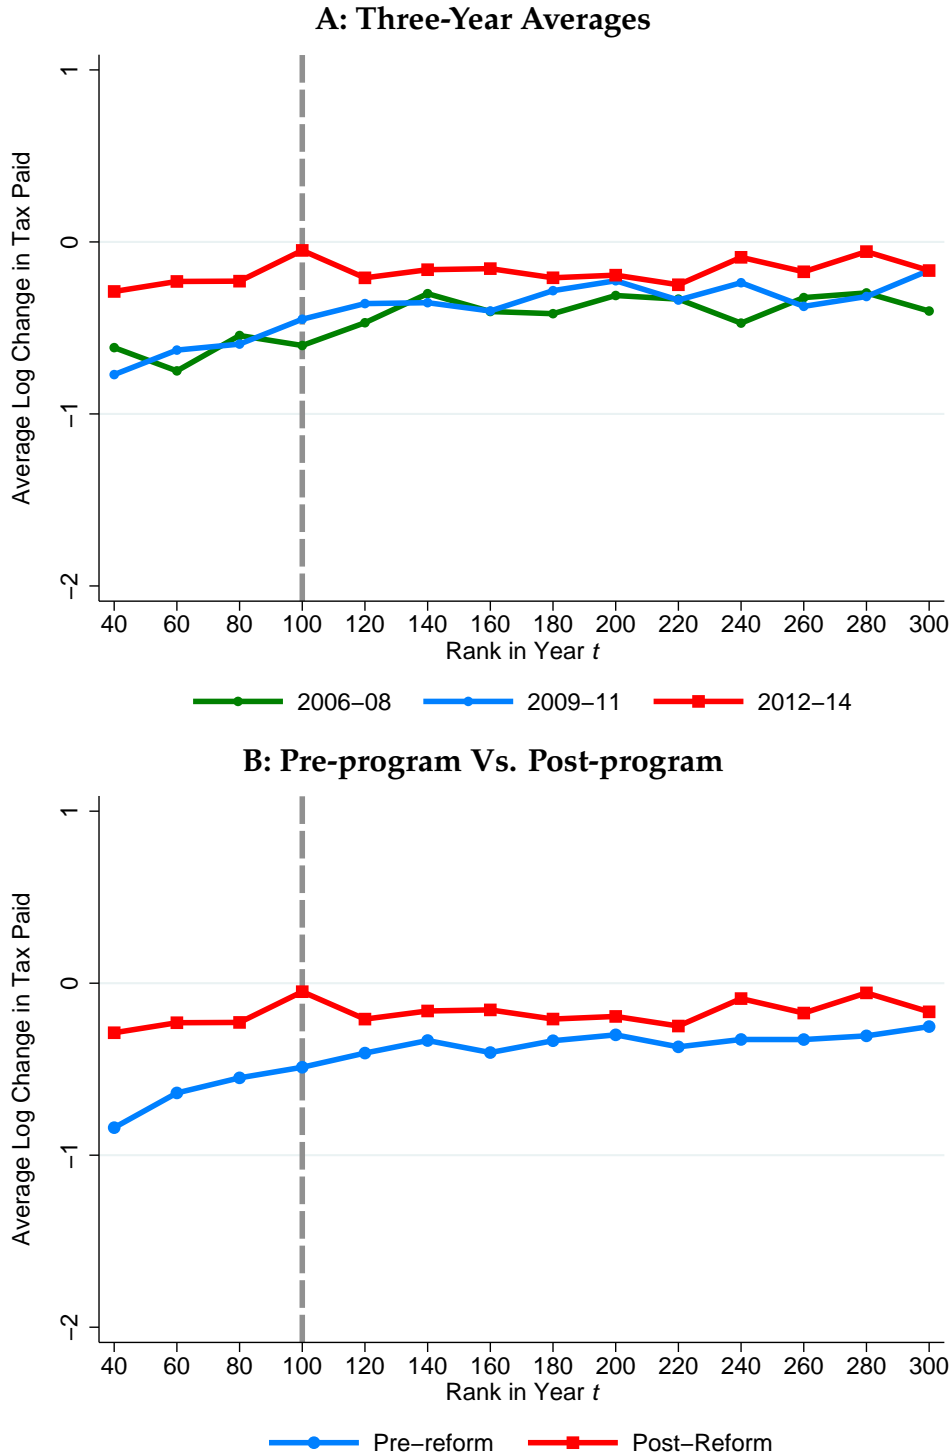 A: Three-Year Averages
Average Log Change in Tax Paid
1
0
−1
−2
40 60 80 100 120 140 160 180 200 220 240 260 280 300
Rank in Year t
2006−08 2009−11 2012−14
B: Pre-program Vs. Post-program
Average Log Change in Tax Paid
1
0
−1
−2
40 60 80 100 120 140 160 180 200 220 240 260 280 300
Rank in Year t
Pre−reform Post−Reform